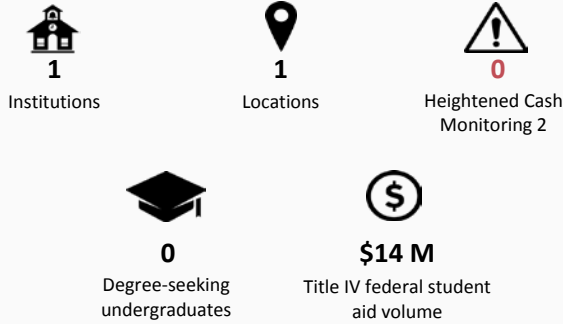 1
Institutions
1
Locations
0
Heightened Cash
Monitoring 2
0
Degree-seeking
undergraduates
$
$14 M
Title IV federal student
aid volume